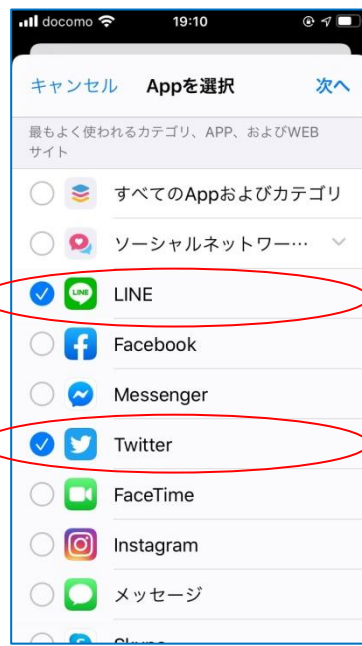 docomo 19:10
キャンセル Appを選択 次へ
最もよく使われるカテゴリ、APP、およびWEB
サイト
すべてのAppおよびカテゴリ
ソーシャルネットワー…
LINE LINE
Facebook
Messenger
Twitter
FaceTime
Instagram
メッセージ